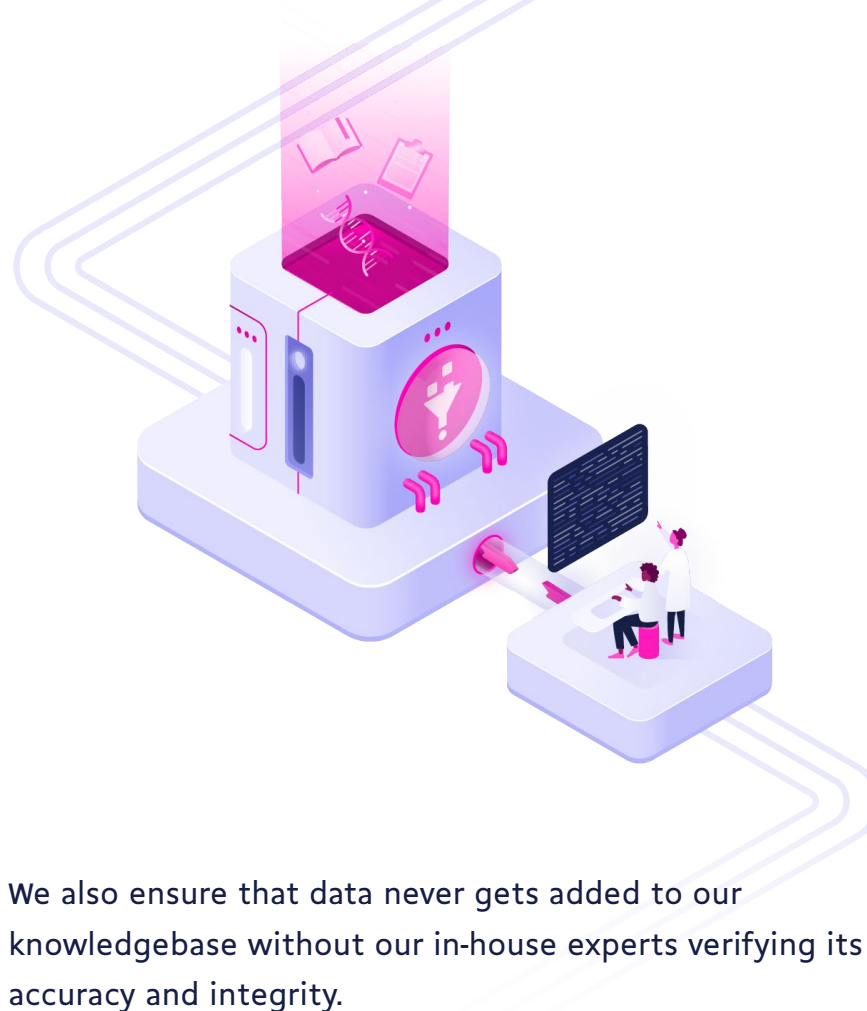 We also ensure that data never gets added to our
knowledgebase without our in-house experts verifying its
accuracy and integrity.